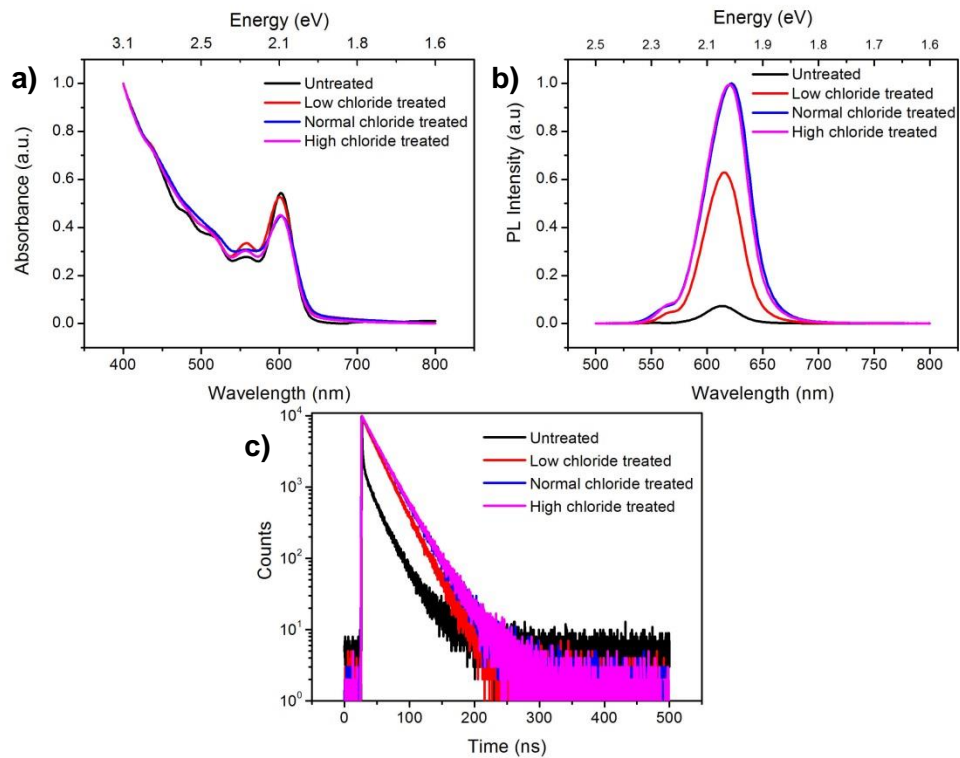 Energy (eV)
3.1 2.5 2.1 1.8 1.6
a)
Untreated
Low chloride treated
Normal chloride treated
High chloride treated
Absorbance (a.u.)
1.0
0.8
0.6
0.4
0.2
0.0
400 500 600 700 800
Wavelength (nm)
Energy (eV)
2.5 2.3 2.1 1.9 1.8 1.7 1.6
b)
Untreated
Low chloride treated
Normal chloride treated
High chloride treated
PL Intensity (a.u)
1.0
0.8
0.6
0.4
0.2
0.0
500 550 600 650 700 750 800
Wavelength (nm)
c)
Untreated
Low chloride treated
Normal chloride treated
High chloride treated
Counts
10⁴
10³
10²
10¹
10⁰
0 100 200 300 400 500
Time (ns)